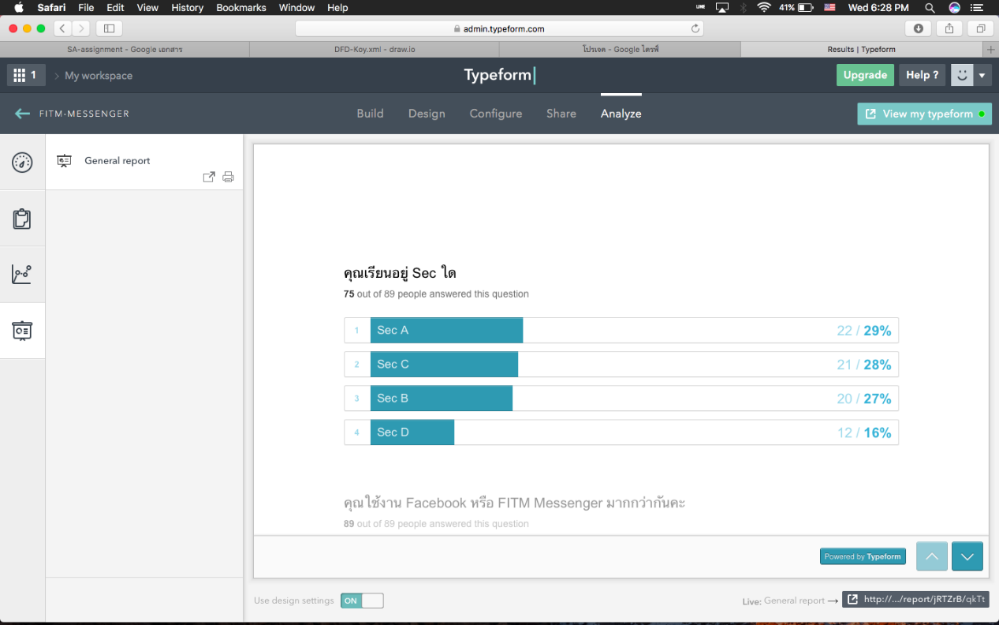 Safari File Edit View History Bookmarks Window Help
LINE 41% Wed 6:28 PM
admin.typeform.com
SA-assignment - Google เอกสาร
DFD-Koy.xml - draw.io
โปรเจค - Google ไดรฟ์
Results | Typeform
1 > My workspace
Typeform
Upgrade
Help ?
FITM-MESSENGER
Build Design Configure Share Analyze
View my typeform
General report
คุณเรียนอยู่ Sec ใด
75 out of 89 people answered this question
1 Sec A 22 / 29%
2 Sec C 21 / 28%
3 Sec B 20 / 27%
4 Sec D 12 / 16%
คุณใช้งาน Facebook หรือ FITM Messenger มากกว่ากันคะ
89 out of 89 people answered this question
Powered by Typeform
Use design settings ON
Live: General report → http://.../report/jRTZrB/qkTt